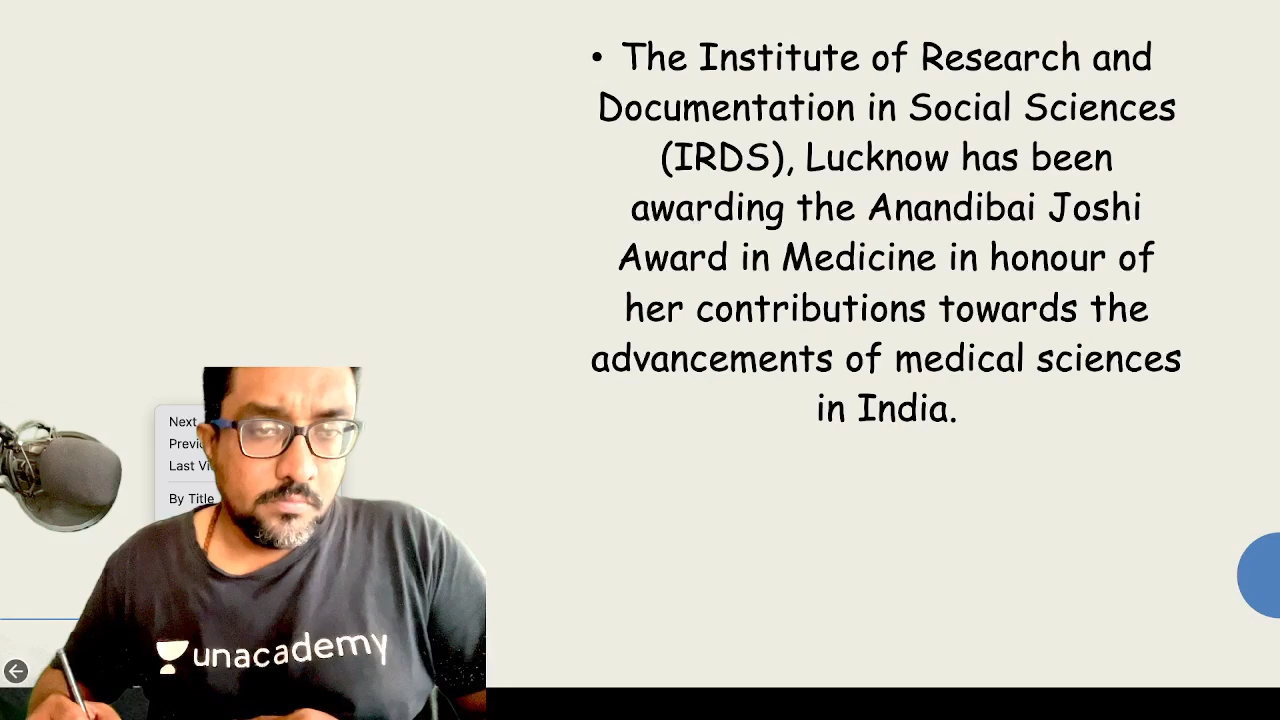 • The Institute of Research and
Documentation in Social Sciences
(IRDS), Lucknow has been
awarding the Anandibai Joshi
Award in Medicine in honour of
her contributions towards the
advancements of medical sciences
in India.
Next
Last
By Title
unacademy